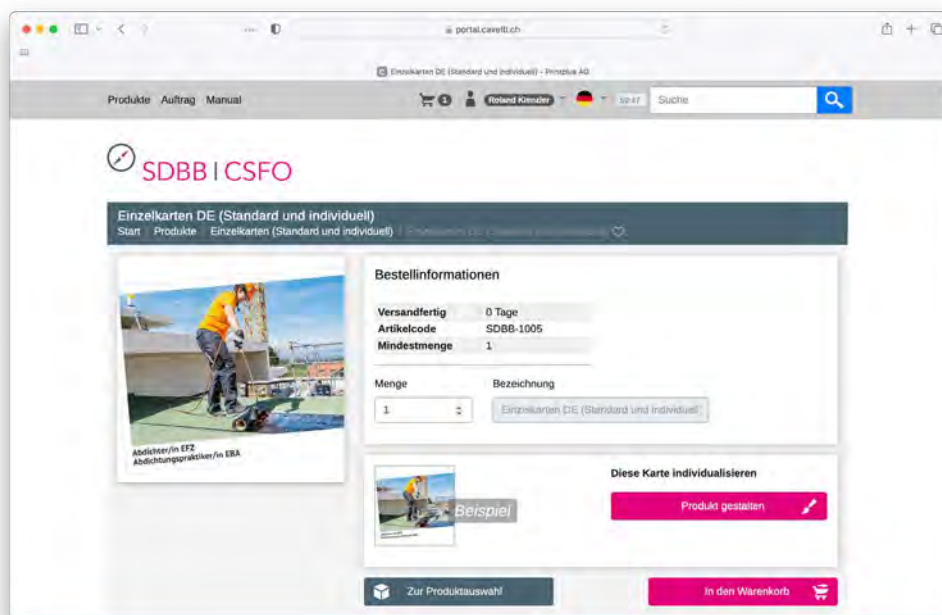 portal.cavelti.ch
Einzelkarten DE (Standard und individuell) – Printplus AG
Produkte Auftrag Manual 1 Roland Kienzler Suche
SDBB | CSFO
Einzelkarten DE (Standard und individuell)
Start Produkte Einzelkarten (Standard und individuell)
Bestellinformationen
Versandfertig 0 Tage
Artikelcode SDBB-1005
Mindestmenge 1
Menge Bezeichnung
1 Einzelkarten DE (Standard und individuell
Abdichter/in EFZ
Abdichtungspraktiker/in EBA
Diese Karte individualisieren
Beispiel
Produkt gestalten
Zur Produktauswahl In den Warenkorb